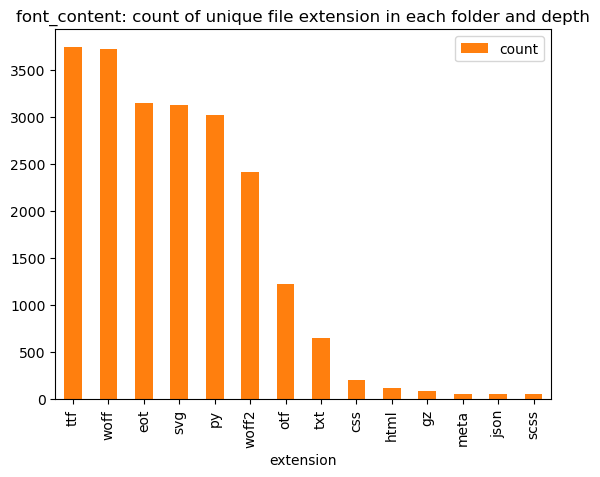 font_content: count of unique file extension in each folder and depth
count
3500
3000
2500
2000
1500
1000
500
0
ttf
woff
eot
svg
py
woff2
otf
txt
css
html
gz
meta
json
scss
extension